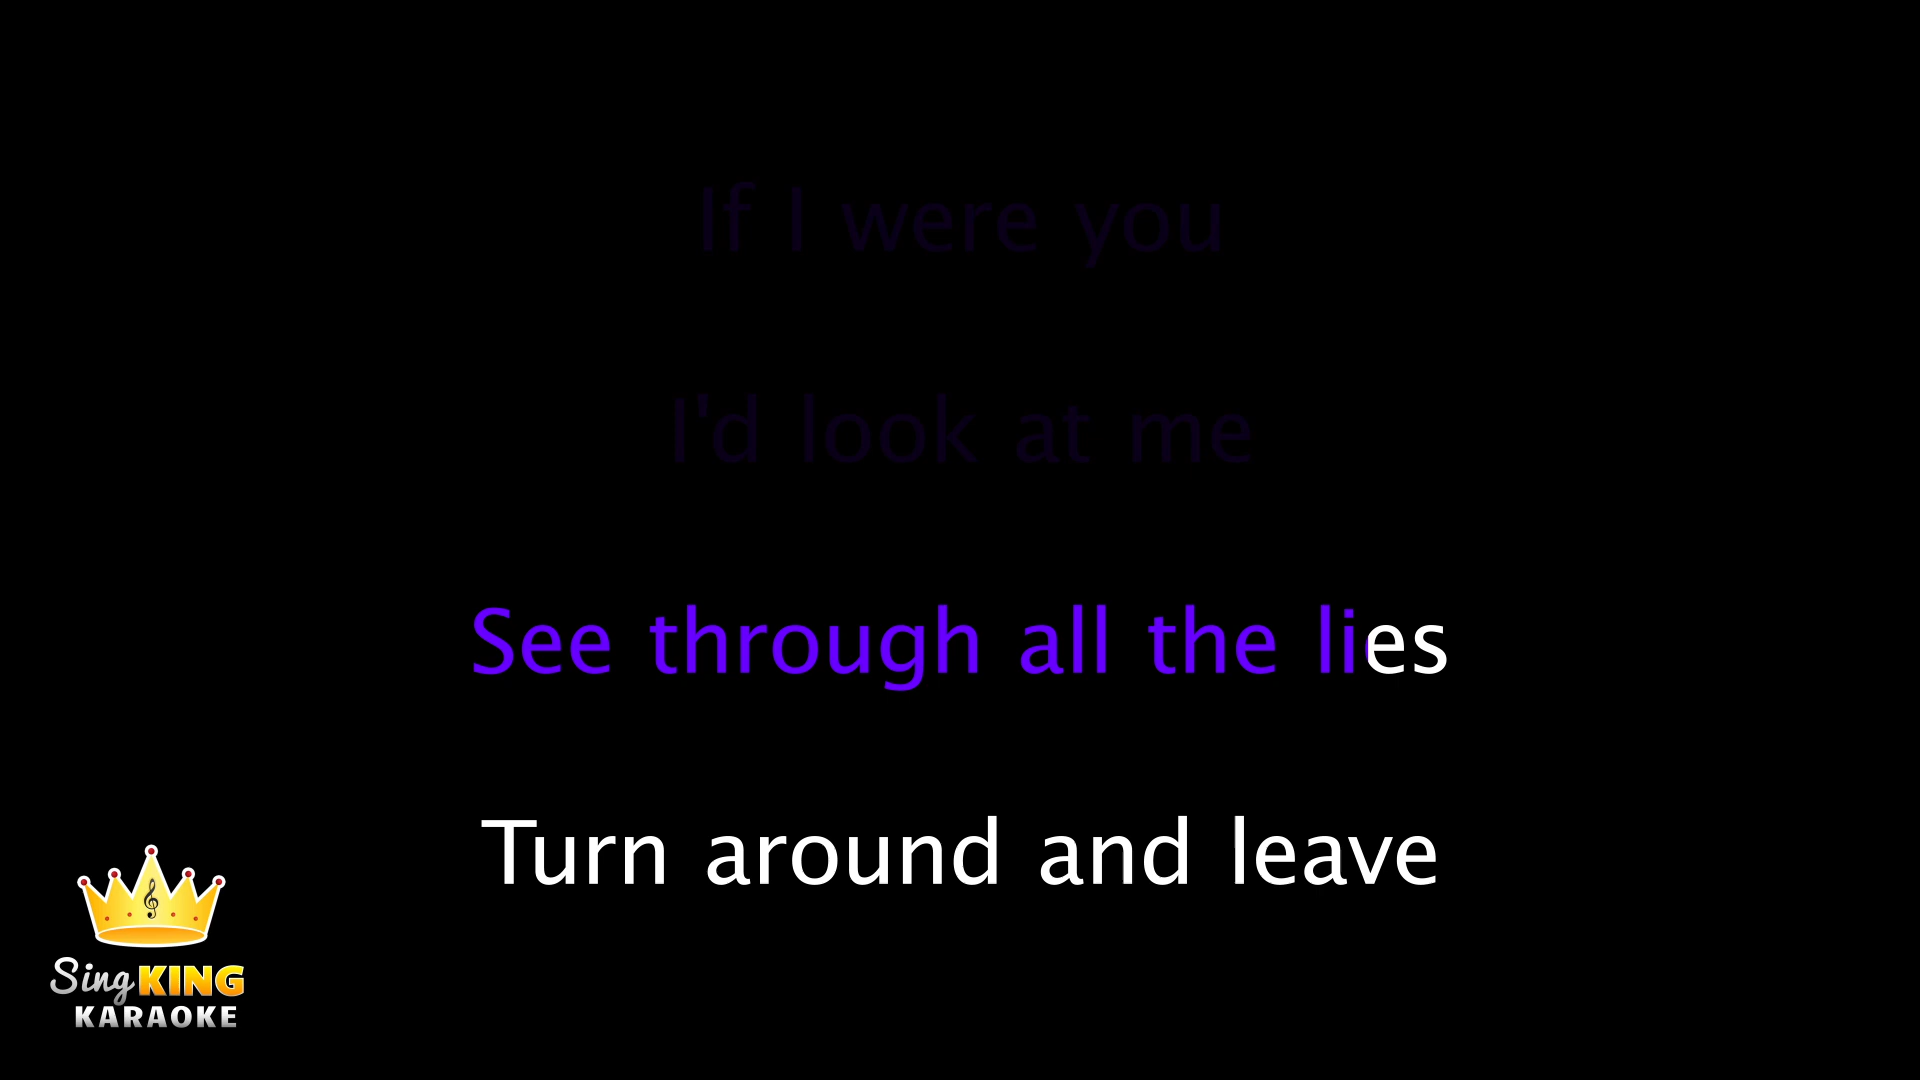 If I were you
I'd look at me
See through all the lies
Turn around and leave
Sing KING
KARAOKE